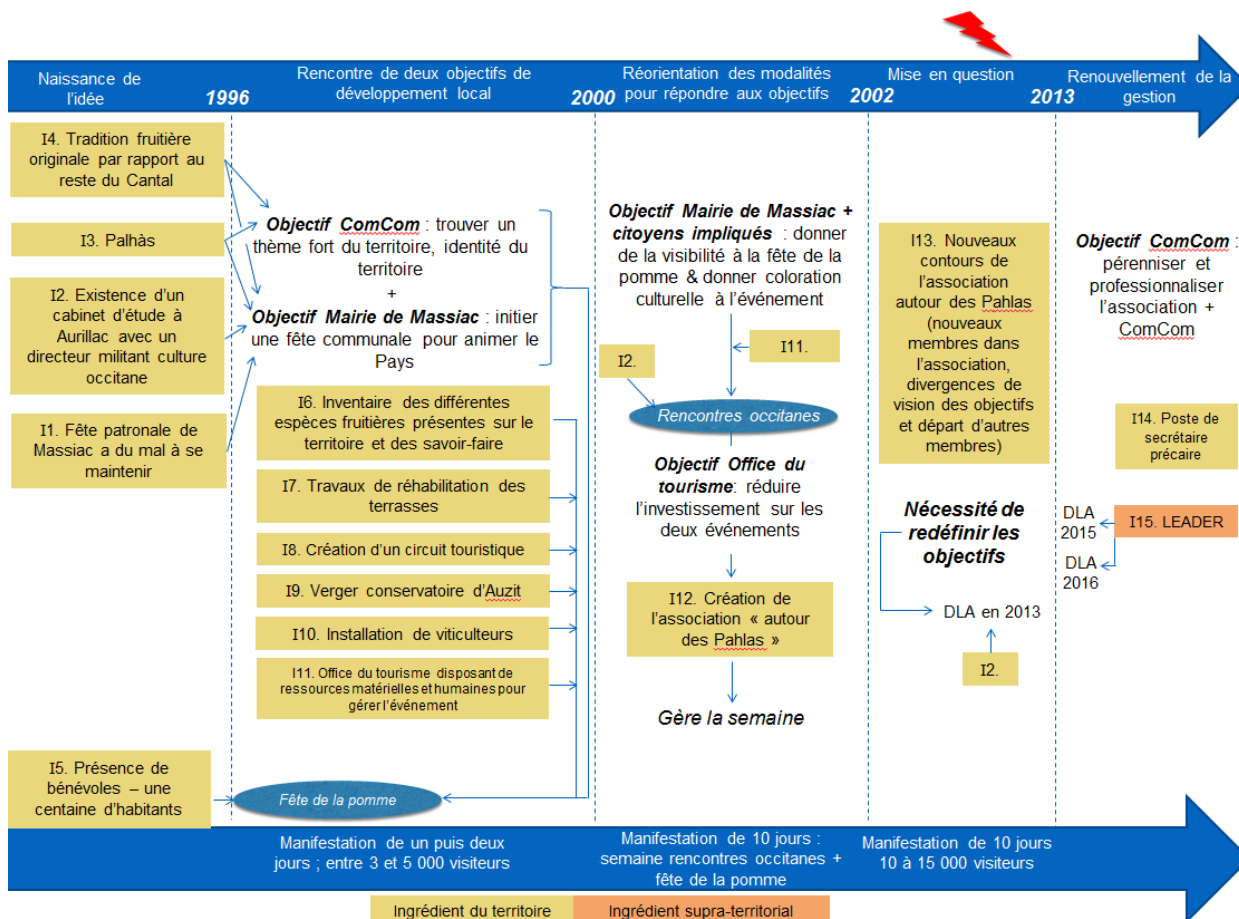 Naissance de
l'idée
1996
Rencontre de deux objectifs de
développement local
2000
Réorientation des modalités
pour répondre aux objectifs
2002
Mise en question
2013
Renouvellement de la
gestion
I4. Tradition fruitière
originale par rapport au
reste du Cantal
I3. Palhàs
I2. Existence d'un
cabinet d'étude à
Aurillac avec un
directeur militant culture
occitane
I1. Fête patronale de
Massiac a du mal à se
maintenir
I5. Présence de
bénévoles – une
centaine d'habitants
Objectif ComCom : trouver un
thème fort du territoire, identité du
territoire
+
Objectif Mairie de Massiac : initier
une fête communale pour animer le
Pays
I6. Inventaire des différentes
espèces fruitières présentes sur le
territoire et des savoir-faire
I7. Travaux de réhabilitation des
terrasses
I8. Création d'un circuit touristique
I9. Verger conservatoire d'Auzit
I10. Installation de viticulteurs
I11. Office du tourisme disposant de
ressources matérielles et humaines pour
gérer l'événement
Fête de la pomme
Objectif Mairie de Massiac +
citoyens impliqués : donner
de la visibilité à la fête de la
pomme & donner coloration
culturelle à l'événement
I2.
I11.
Rencontres occitanes
Objectif Office du
tourisme: réduire
l'investissement sur les
deux événements
I12. Création de
l'association « autour
des Pahlas »
Gère la semaine
I13. Nouveaux
contours de
l'association
autour des Pahlas
(nouveaux
membres dans
l'association,
divergences de
vision des objectifs
et départ d'autres
membres)
Nécessité de
redéfinir les
objectifs
DLA en 2013
I2.
Objectif ComCom :
pérenniser et
professionnaliser
l'association +
ComCom
I14. Poste de
secrétaire
précaire
DLA
2015
I15. LEADER
DLA
2016
Manifestation de un puis deux
jours ; entre 3 et 5 000 visiteurs
Manifestation de 10 jours :
semaine rencontres occitanes +
fête de la pomme
Manifestation de 10 jours
10 à 15 000 visiteurs
Ingrédient du territoire
Ingrédient supra-territorial